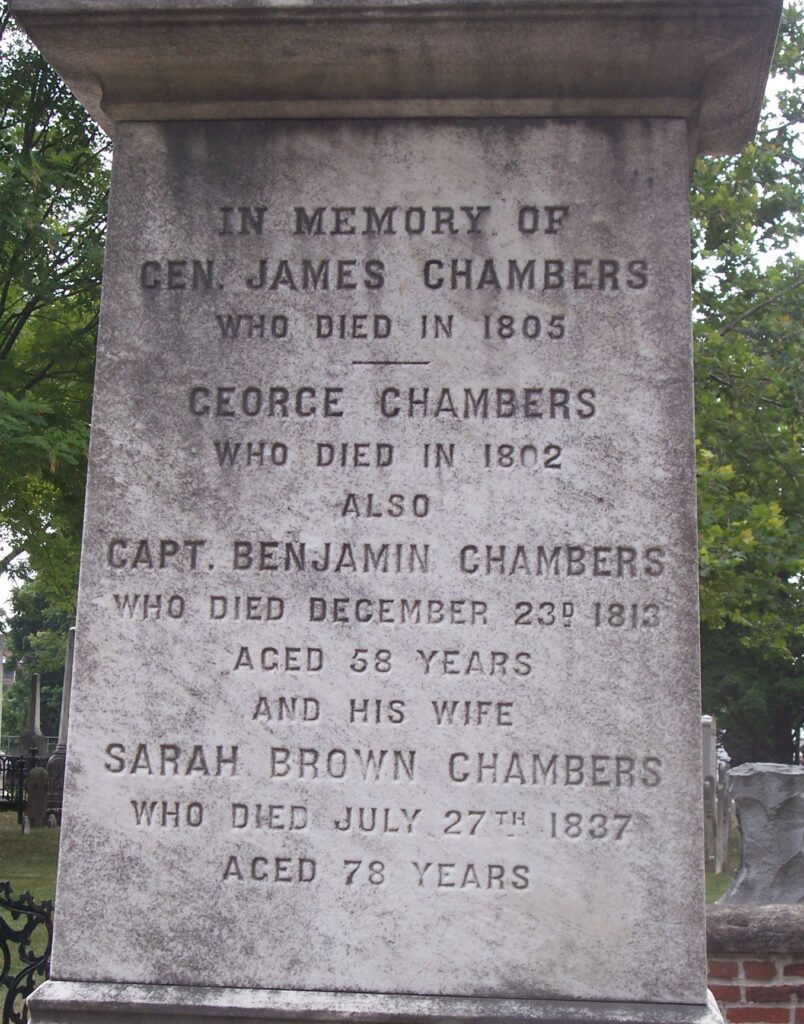 IN MEMORY OF
GEN. JAMES CHAMBERS
WHO DIED IN 1805
GEORGE CHAMBERS
WHO DIED IN 1802
ALSO
CAPT. BENJAMIN CHAMBERS
WHO DIED DECEMBER 23D 1813
AGED 58 YEARS
AND HIS WIFE
SARAH BROWN CHAMBERS
WHO DIED JULY 27TH 1837
AGED 78 YEARS